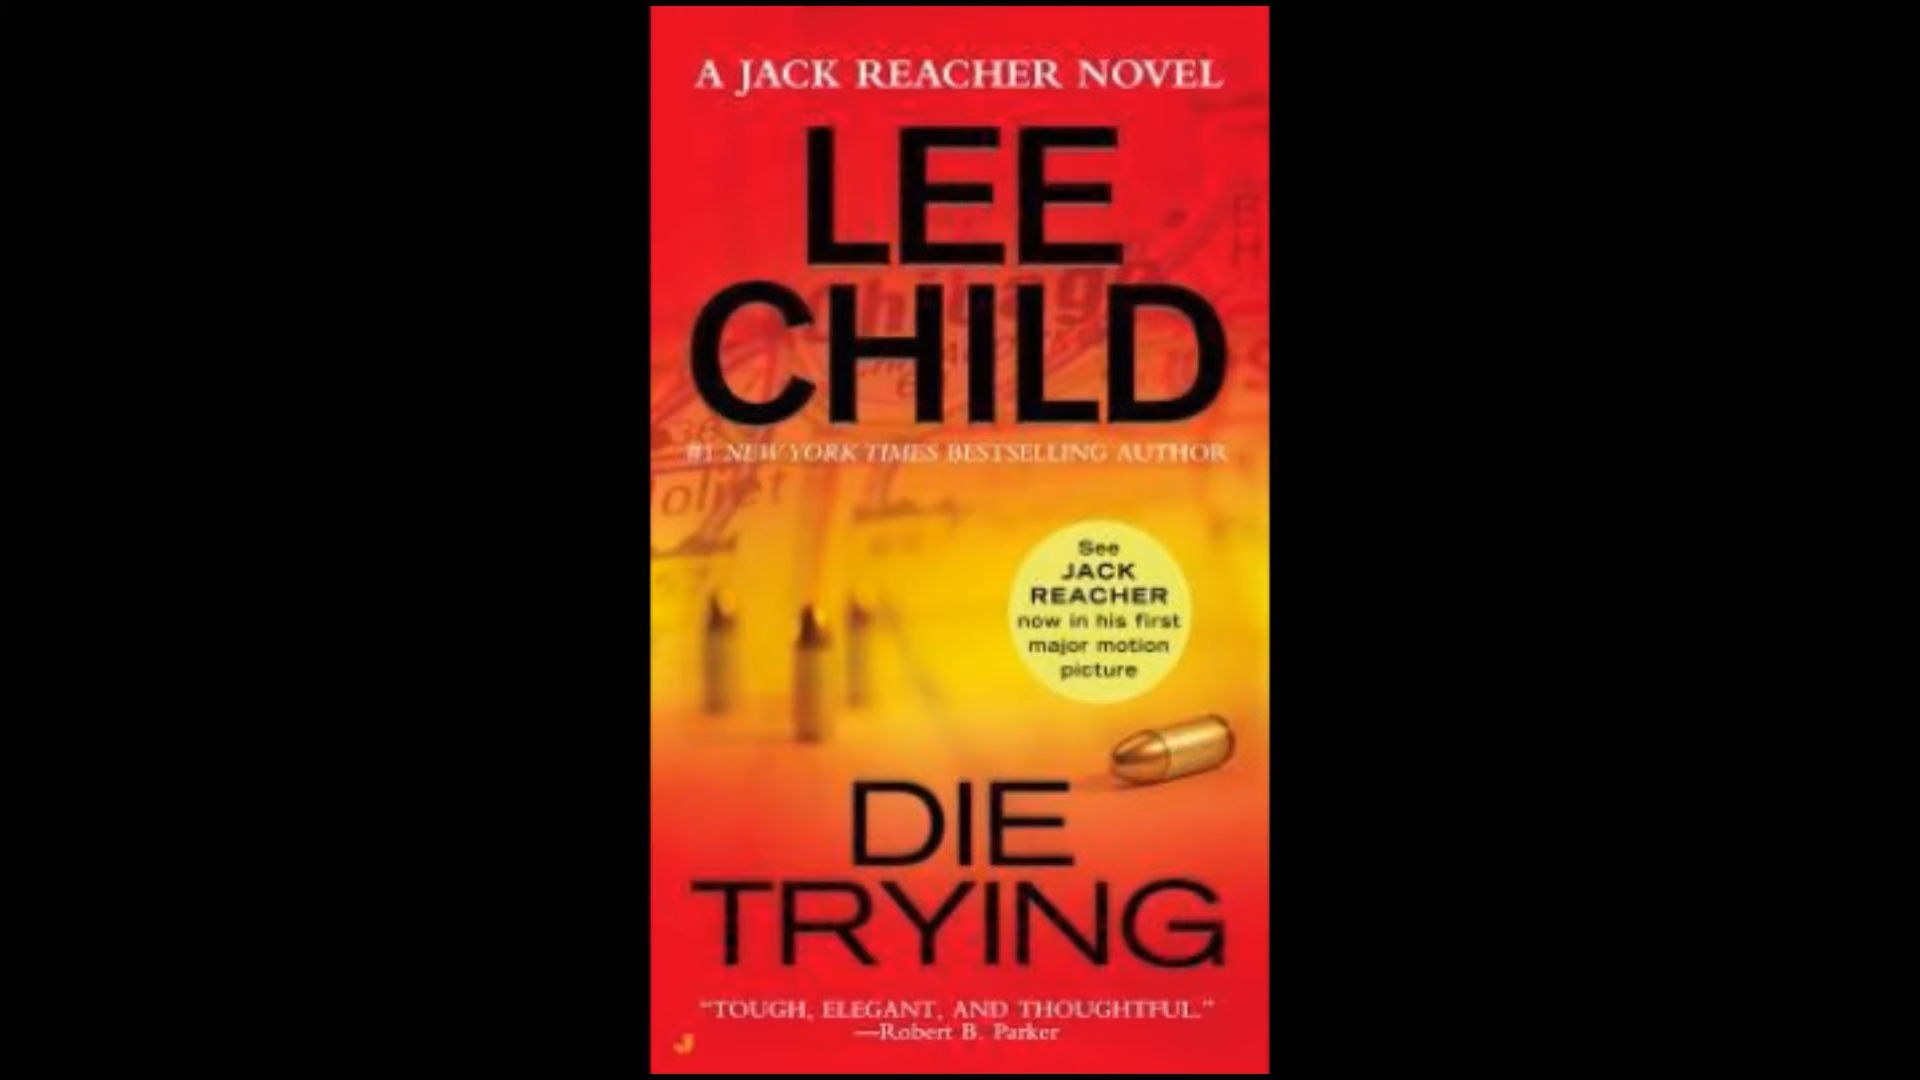 A JACK REACHER NOVEL
LEE
CHILD
#1 NEW YORK TIMES BESTSELLING AUTHOR
See
JACK
REACHER
now in his first
major motion
picture
DIE
TRYING
“TOUGH, ELEGANT, AND THOUGHTFUL.”
—Robert B. Parker
J